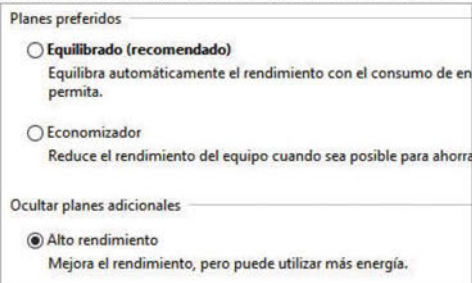 Planes preferidos
Equilibrado (recomendado)
Equilibra automáticamente el rendimiento con el consumo de en
permita.
Economizador
Reduce el rendimiento del equipo cuando sea posible para ahorra
Ocultar planes adicionales
Alto rendimiento
Mejora el rendimiento, pero puede utilizar más energía.